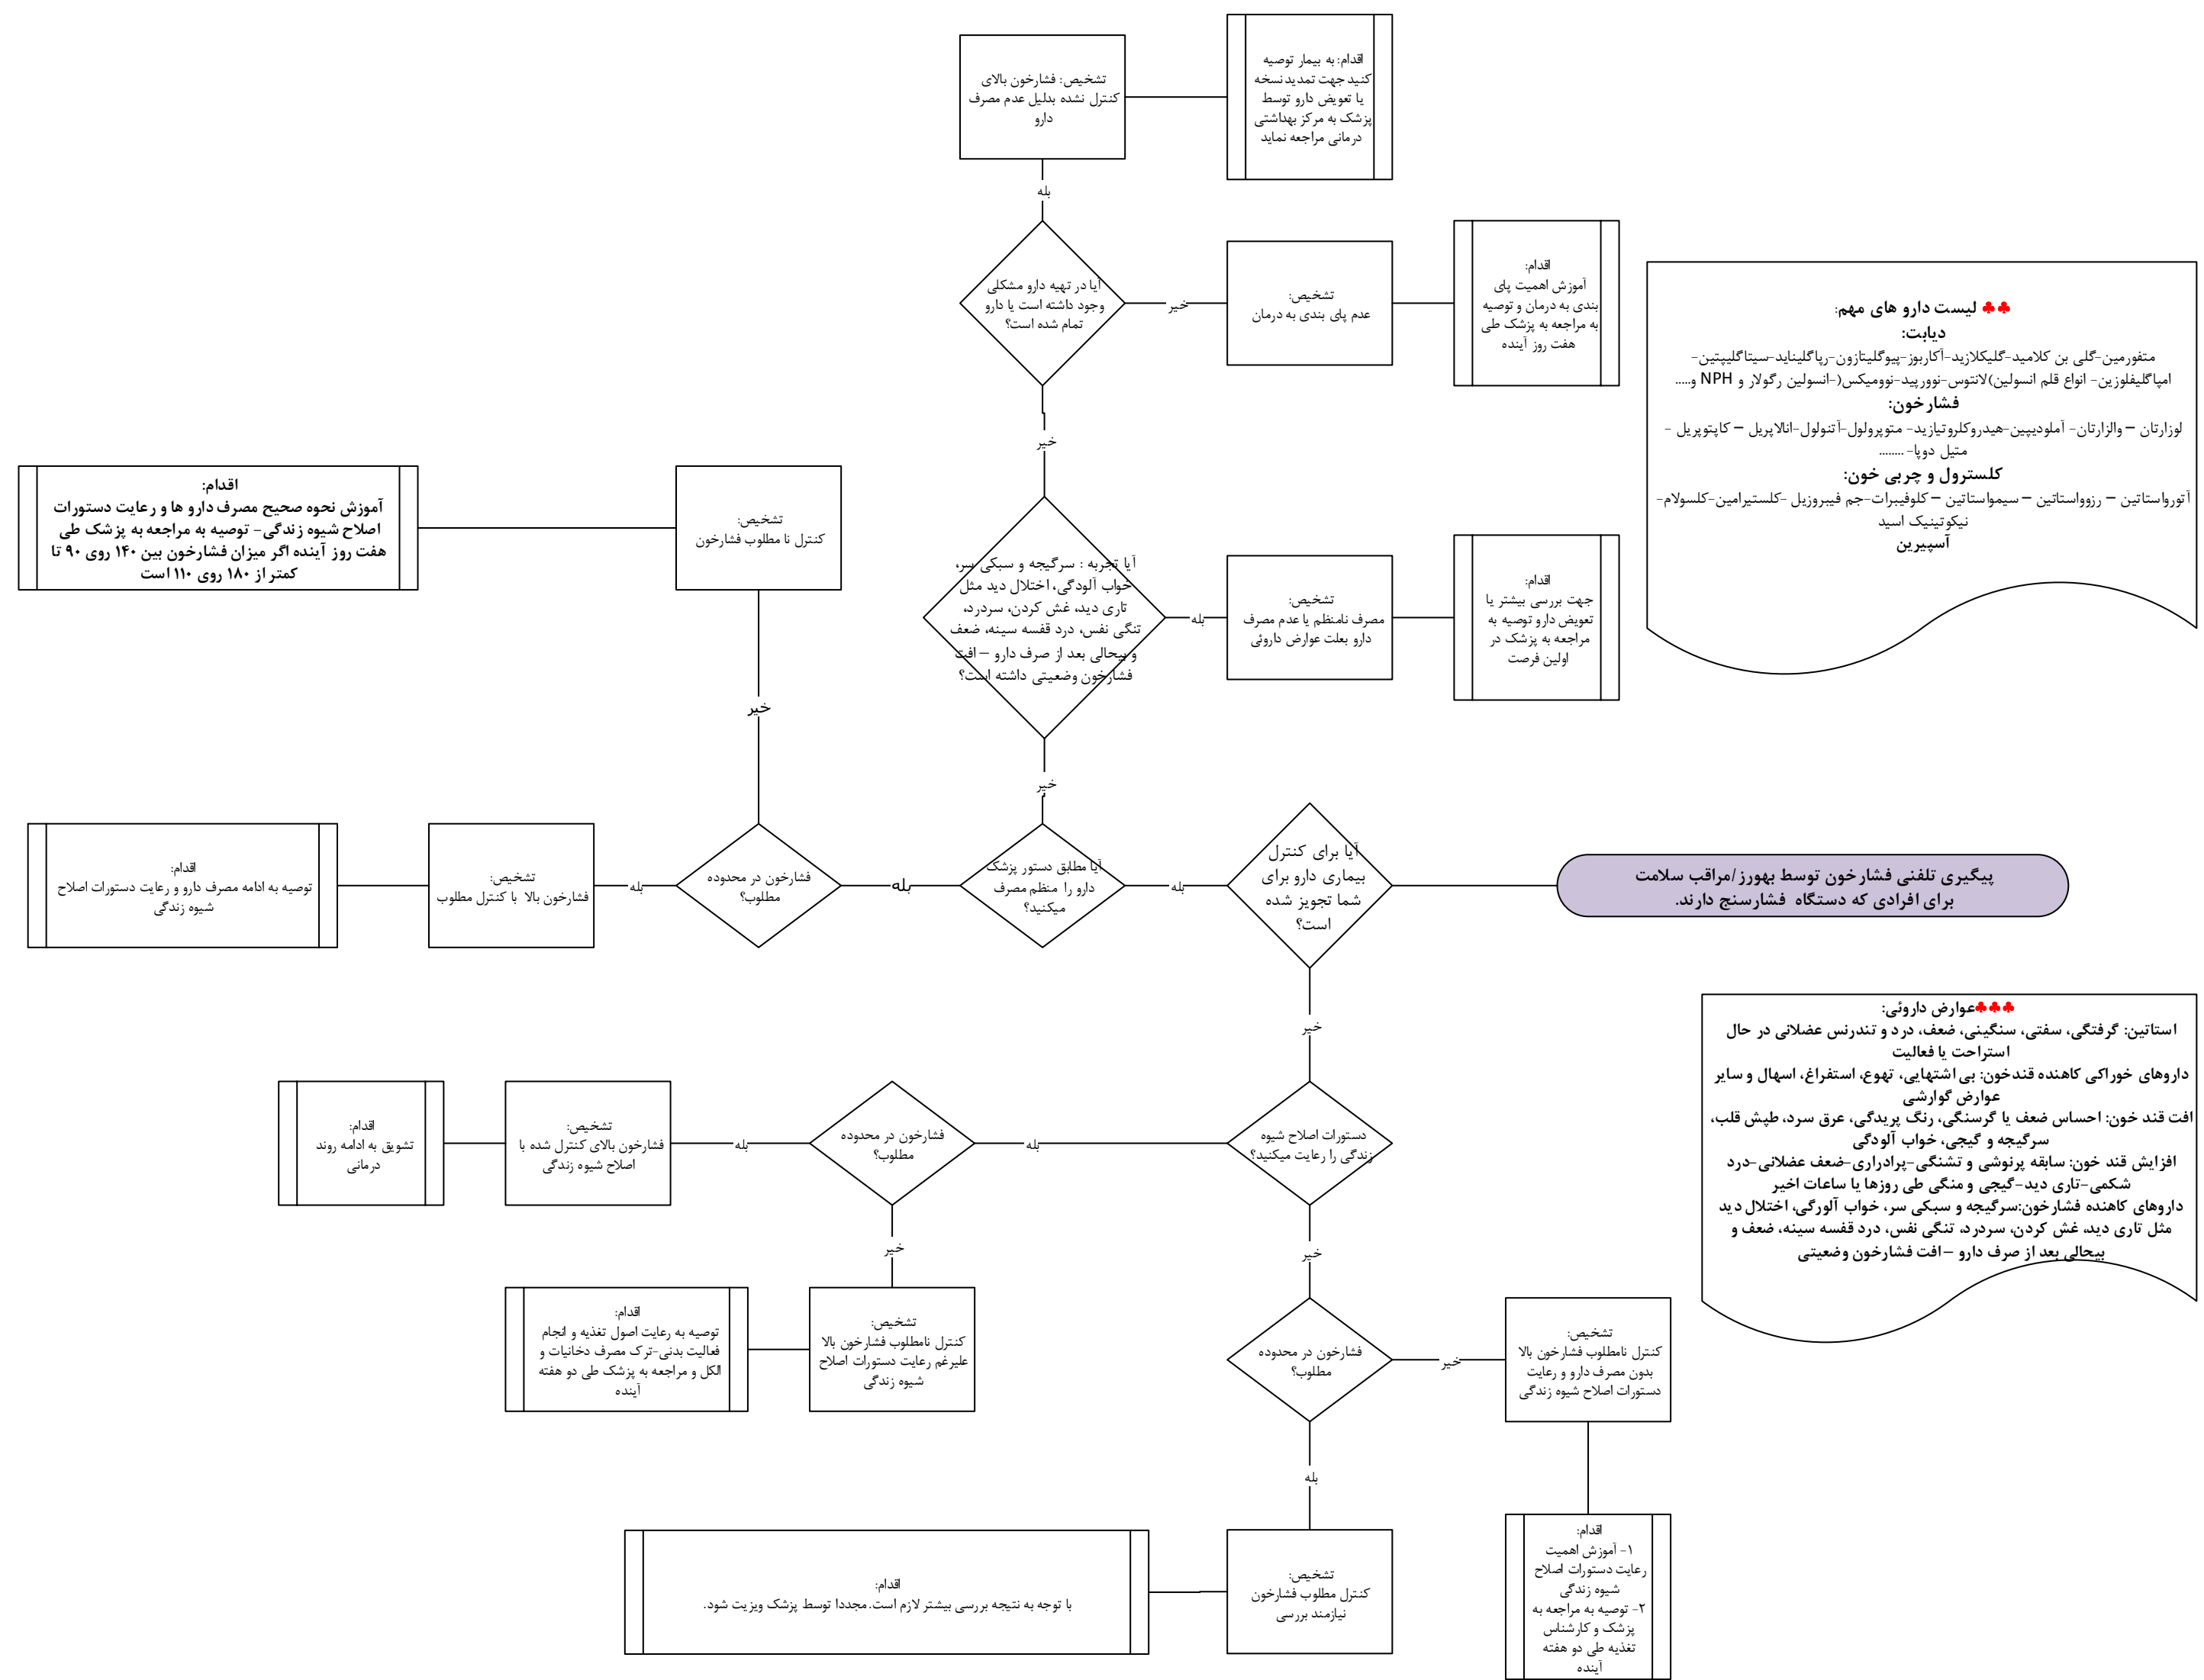 اقدام: به بیمار توصیه
کنید جهت تمدید نسخه
یا تعویض دارو توسط
پزشک به مرکز بهداشتی
درمانی مراجعه نماید
تشخیص: فشارخون بالای
کنترل نشده بدلیل عدم مصرف
دارو
بله
آیا در تهیه دارو مشکلی
وجود داشته است یا دارو
تمام شده است؟
خیر
تشخیص:
عدم پای بندی به درمان
اقدام:
آموزش اهمیت پای
بندی به درمان و توصیه
به مراجعه به پزشک طی
هفت روز آینده
♣♣ لیست دارو های مهم:
دیابت:
متفورمین-گلی بن کلامید-گلیکلازید-آکاربوز-پیوگلیتازون-رپاگلیناید-سیتاگلیپتین-
امپاگلیفلوزین- انواع قلم انسولین)لانتوس-نوورپید-نوومیکس(-انسولین رگولار و NPH و.....
فشارخون:
لوزارتان – والزارتان- آملودیپین-هیدروکلروتیازید- متوپرولول-آتنولول-انالاپریل – کاپتوپریل -
متیل دوپا- ........
کلسترول و چربی خون:
آتورواستاتین – رزوواستاتین – سیمواستاتین – کلوفیبرات-جم فیبروزیل -کلستیرامین-کلسولام-
نیکوتینیک اسید
آسپیرین
خیر
اقدام:
آموزش نحوه صحیح مصرف دارو ها و رعایت دستورات
اصلاح شیوه زندگی- توصیه به مراجعه به پزشک طی
هفت روز آینده اگر میزان فشارخون بین ۱۴۰ روی ۹۰ تا
کمتر از ۱۸۰ روی ۱۱۰ است
تشخیص:
کنترل نا مطلوب فشارخون
آیا تجربه : سرگیجه و سبکی سر،
خواب آلودگی، اختلال دید مثل
تاری دید، غش کردن، سردرد،
تنگی نفس، درد قفسه سینه، ضعف
و بیحالی بعد از صرف دارو – افت
فشارخون وضعیتی داشته است؟
بله
تشخیص:
مصرف نامنظم یا عدم مصرف
دارو بعلت عوارض داروئی
اقدام:
جهت بررسی بیشتر یا
تعویض دارو توصیه به
مراجعه به پزشک در
اولین فرصت
خیر
خیر
پیگیری تلفنی فشارخون توسط بهورز/مراقب سلامت
برای افرادی که دستگاه فشارسنج دارند.
آیا برای کنترل
بیماری دارو برای
شما تجویز شده
است؟
بله
آیا مطابق دستور پزشک
دارو را منظم مصرف
میکنید؟
بله
فشارخون در محدوده
مطلوب؟
بله
تشخیص:
فشارخون بالا با کنترل مطلوب
اقدام:
توصیه به ادامه مصرف دارو و رعایت دستورات اصلاح
شیوه زندگی
خیر
♣♣♣عوارض داروئی:
استاتین: گرفتگی، سفتی، سنگینی، ضعف، درد و تندرنس عضلانی در حال
استراحت یا فعالیت
داروهای خوراکی کاهنده قندخون: بی اشتهایی، تهوع، استفراغ، اسهال و سایر
عوارض گوارشی
افت قند خون: احساس ضعف یا گرسنگی، رنگ پریدگی، عرق سرد، طپش قلب،
سرگیجه و گیجی، خواب آلودگی
افزایش قند خون: سابقه پرنوشی و تشنگی-پرادراری-ضعف عضلانی-درد
شکمی-تاری دید-گیجی و منگی طی روزها یا ساعات اخیر
داروهای کاهنده فشارخون:سرگیجه و سبکی سر، خواب آلورگی، اختلال دید
مثل تاری دید، غش کردن، سردرد، تنگی نفس، درد قفسه سینه، ضعف و
بیحالی بعد از صرف دارو – افت فشارخون وضعیتی
دستورات اصلاح شیوه
زندگی را رعایت میکنید؟
بله
فشارخون در محدوده
مطلوب؟
بله
تشخیص:
فشارخون بالای کنترل شده با
اصلاح شیوه زندگی
اقدام:
تشویق به ادامه روند
درمانی
خیر
خیر
تشخیص:
کنترل نامطلوب فشارخون بالا
علیرغم رعایت دستورات اصلاح
شیوه زندگی
اقدام:
توصیه به رعایت اصول تغذیه و انجام
فعالیت بدنی-ترک مصرف دخانیات و
الکل و مراجعه به پزشک طی دو هفته
آینده
فشارخون در محدوده
مطلوب؟
خیر
تشخیص:
کنترل نامطلوب فشارخون بالا
بدون مصرف دارو و رعایت
دستورات اصلاح شیوه زندگی
بله
اقدام:
۱- آموزش اهمیت
رعایت دستورات اصلاح
شیوه زندگی
۲- توصیه به مراجعه به
پزشک و کارشناس
تغذیه طی دو هفته
آینده
تشخیص:
کنترل مطلوب فشارخون
نیازمند بررسی
اقدام:
با توجه به نتیجه بررسی بیشتر لازم است.مجددا توسط پزشک ویزیت شود.